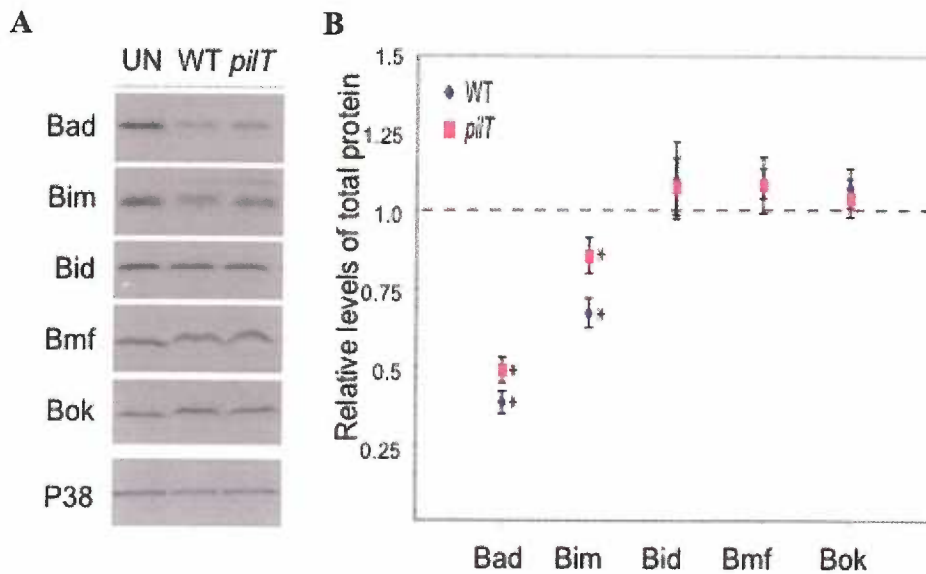 A
UN WT pilT
Bad
Bim
Bid
Bmf
Bok
P38
B
Relative levels of total protein
1.5
1.25
1.0
0.75
0.5
0.25
WT
pilT
*
*
*
*
Bad Bim Bid Bmf Bok